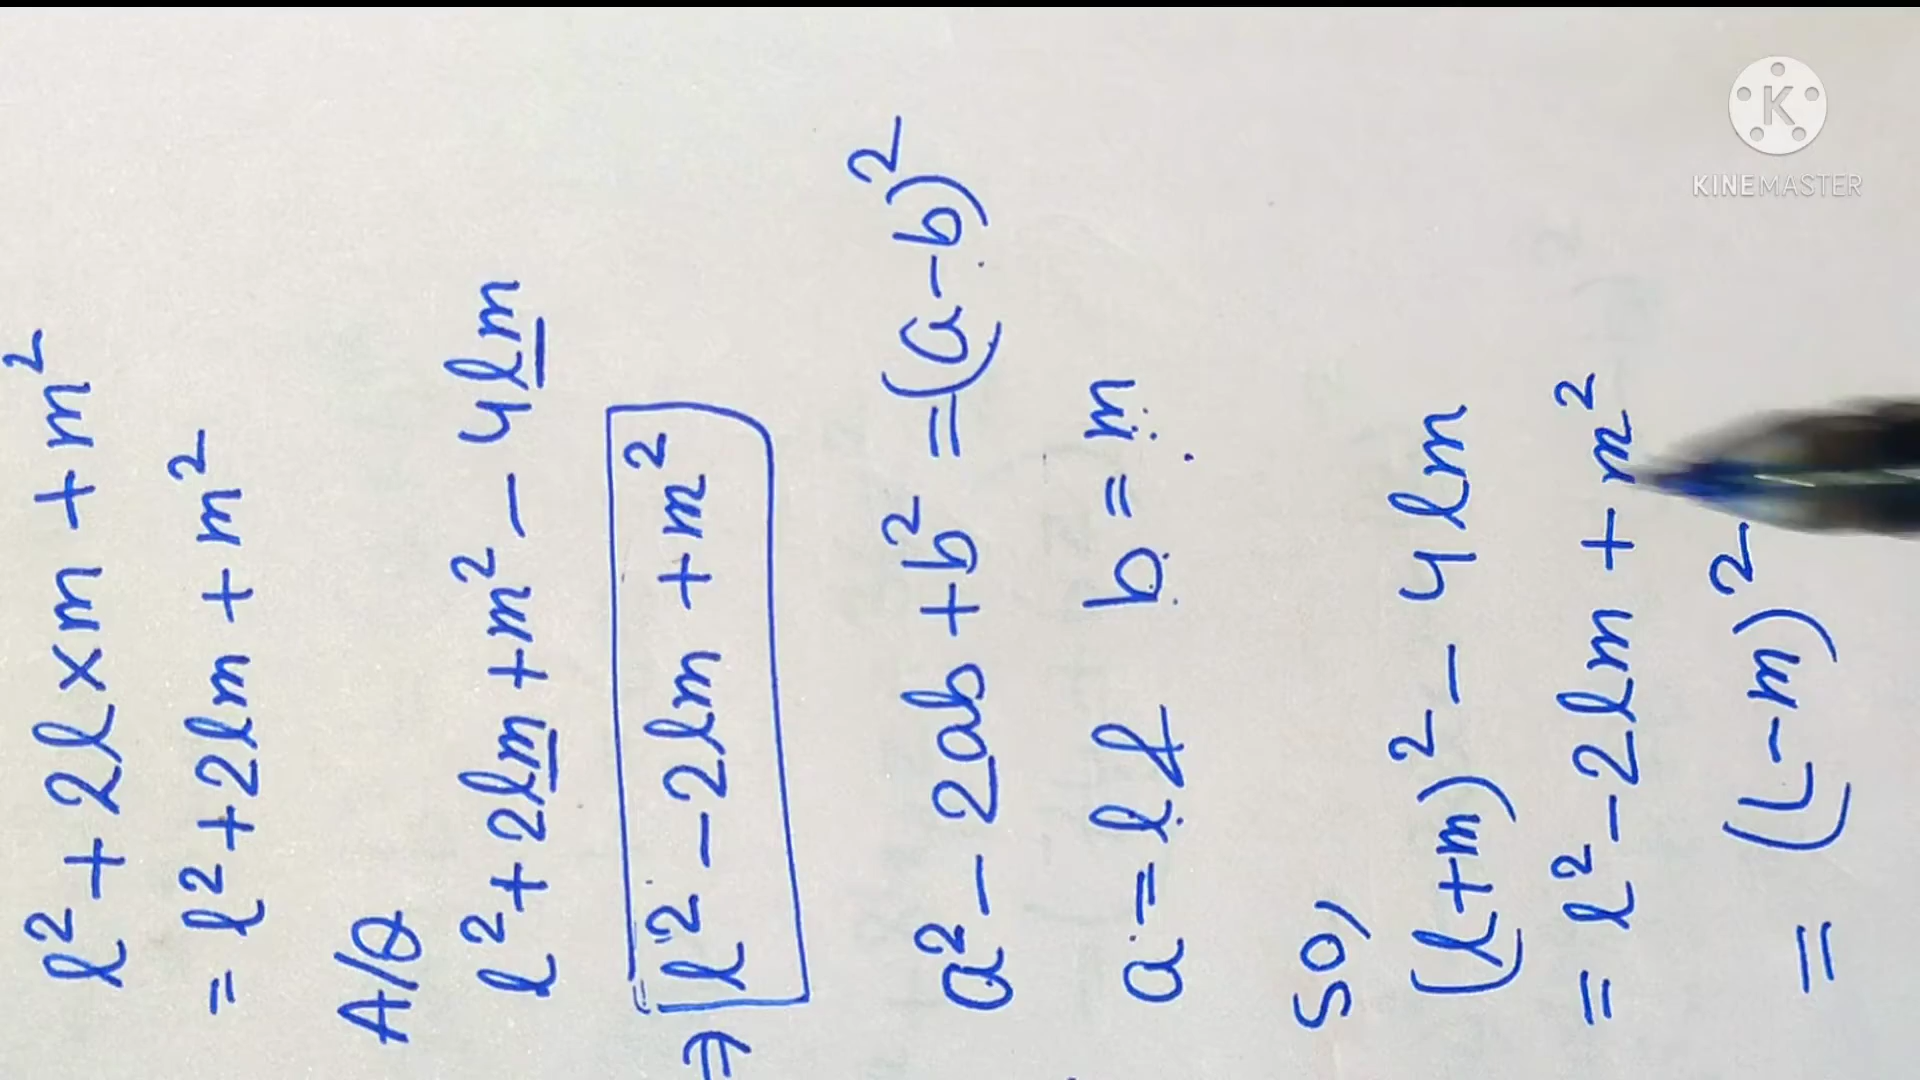 l² + 2l×m + m²
= l² + 2lm + m²
A/Q
l² + 2lm + m² - 4lm
⇒ l² - 2lm + m²
a² - 2ab + b² = (a-b)²
a = l b = m
so,
(l+m)² - 4lm
= l² - 2lm + m²
= (L-m)²
KINEMASTER